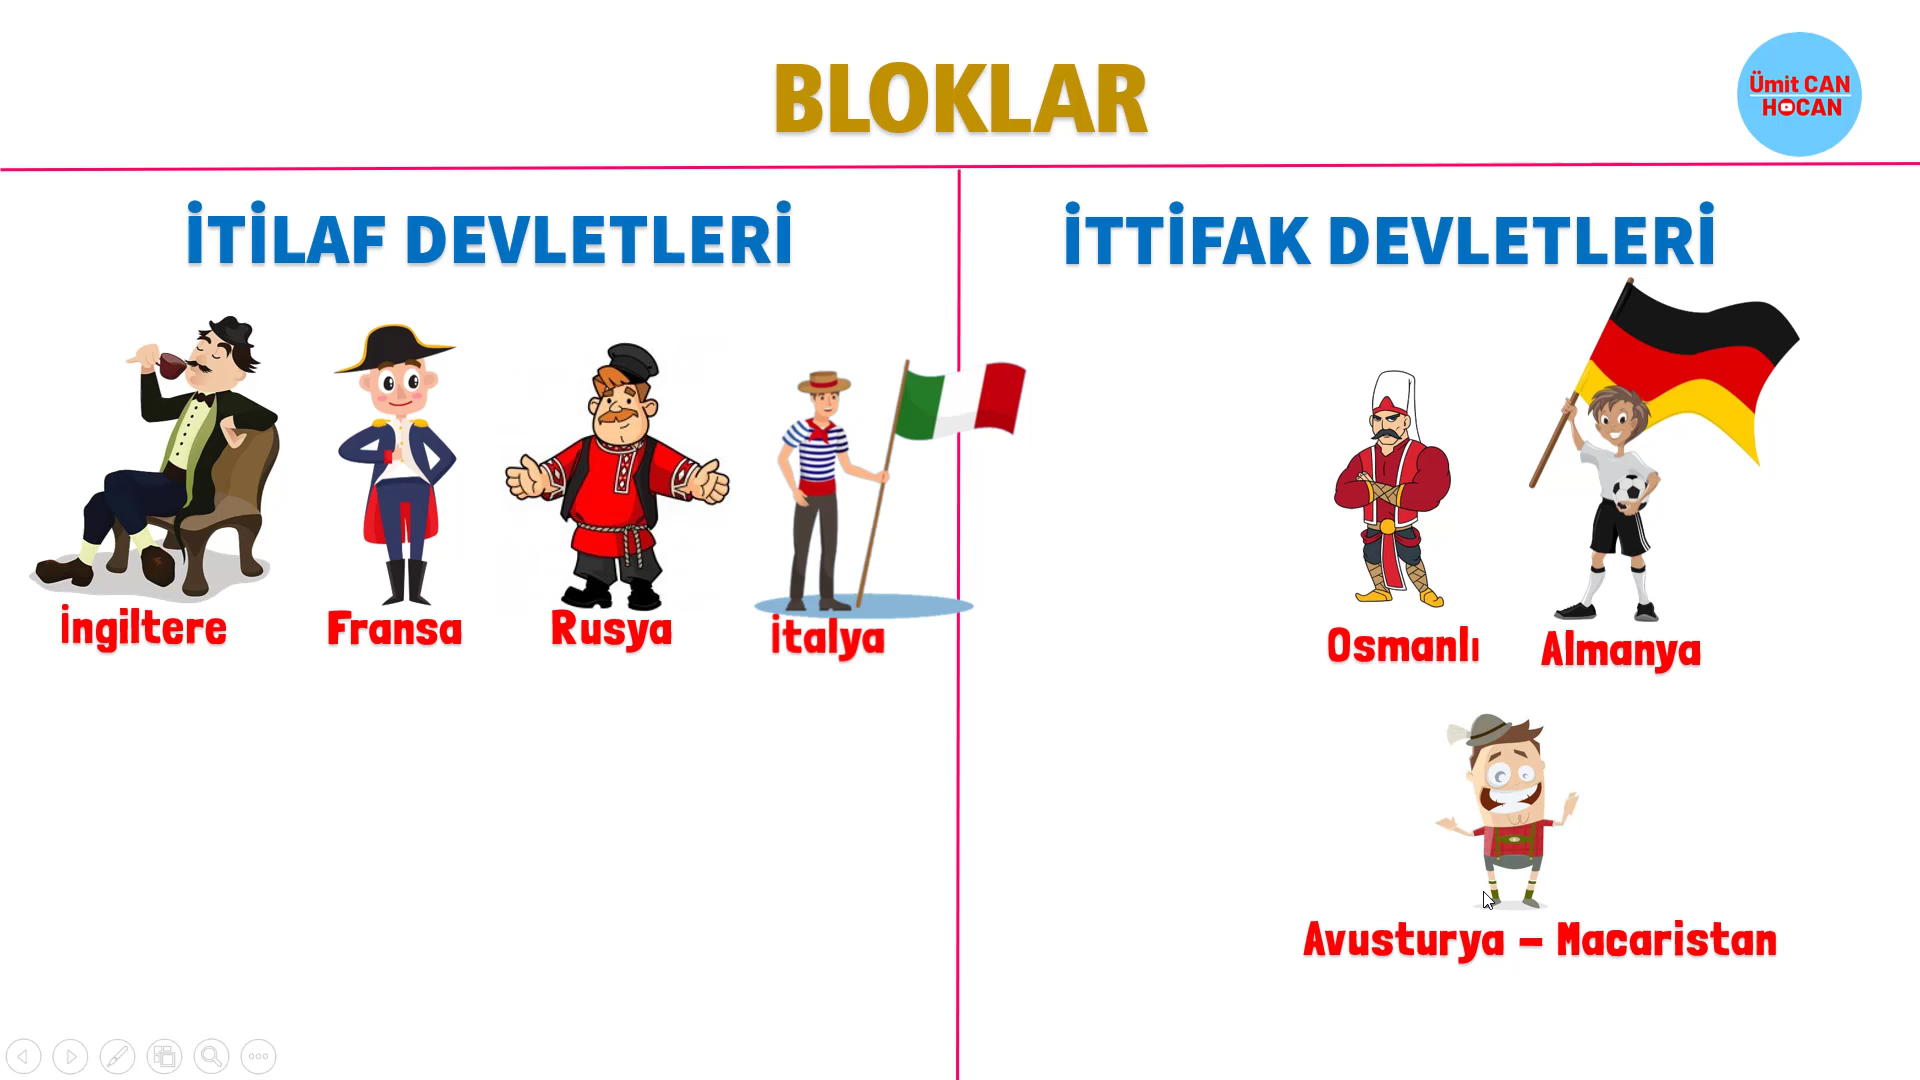 BLOKLAR
Ümit CAN
HOCAN
İTİLAF DEVLETLERİ
İTTİFAK DEVLETLERİ
İngiltere
Fransa
Rusya
İtalya
Osmanlı
Almanya
Avusturya - Macaristan